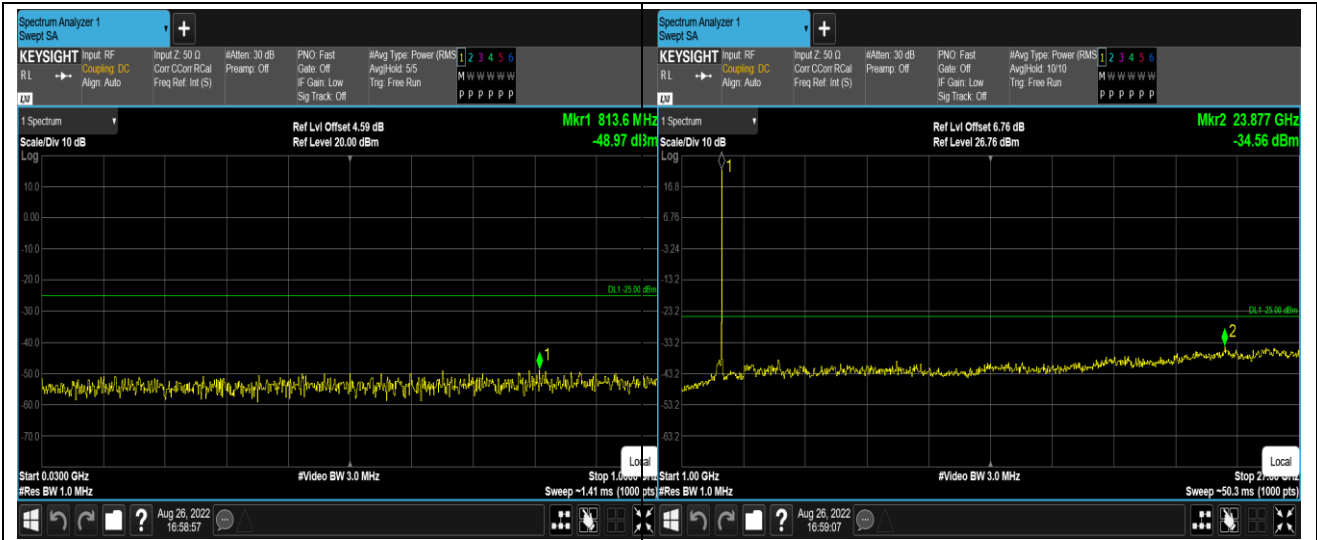 Spectrum Analyzer 1
Swept SA
+
KEYSIGHT Input: RF Input Z: 50 Ω #Atten: 30 dB PNO: Fast #Avg Type: Power (RMS 1 2 3 4 5 6
RL Coupling: DC Corr CCorr RCal Preamp: Off Gate: Off Avg|Hold: 5/5 M W W W W W
Align: Auto Freq Ref: Int (S) IF Gain: Low Trig: Free Run
LXI Sig Track: Off P P P P P P
1 Spectrum
Scale/Div 10 dB
Ref Lvl Offset 4.59 dB
Ref Level 20.00 dBm
Mkr1 813.6 MHz
-48.97 dBm
Log
10.0
0.00
-10.0
-20.0
DL1 -25.00 dBm
-30.0
-40.0
1
-50.0
-60.0
-70.0
Local
Start 0.0300 GHz #Video BW 3.0 MHz Stop 1.0000 GHz
#Res BW 1.0 MHz Sweep ~1.41 ms (1000 pts)
? Aug 26, 2022
16:58:57
Spectrum Analyzer 1
Swept SA
+
KEYSIGHT Input: RF Input Z: 50 Ω #Atten: 30 dB PNO: Fast #Avg Type: Power (RMS 1 2 3 4 5 6
RL Coupling: DC Corr CCorr RCal Preamp: Off Gate: Off Avg|Hold: 10/10 M W W W W W
Align: Auto Freq Ref: Int (S) IF Gain: Low Trig: Free Run
LXI Sig Track: Off P P P P P P
1 Spectrum
Scale/Div 10 dB
Ref Lvl Offset 6.76 dB
Ref Level 26.76 dBm
Mkr2 23.877 GHz
-34.56 dBm
Log
1
16.8
6.76
-3.24
-13.2
-23.2
DL1 -25.00 dBm
-33.2
2
-43.2
-53.2
-63.2
Local
Start 1.00 GHz #Video BW 3.0 MHz Stop 27.00 GHz
#Res BW 1.0 MHz Sweep ~50.3 ms (1000 pts)
? Aug 26, 2022
16:59:07